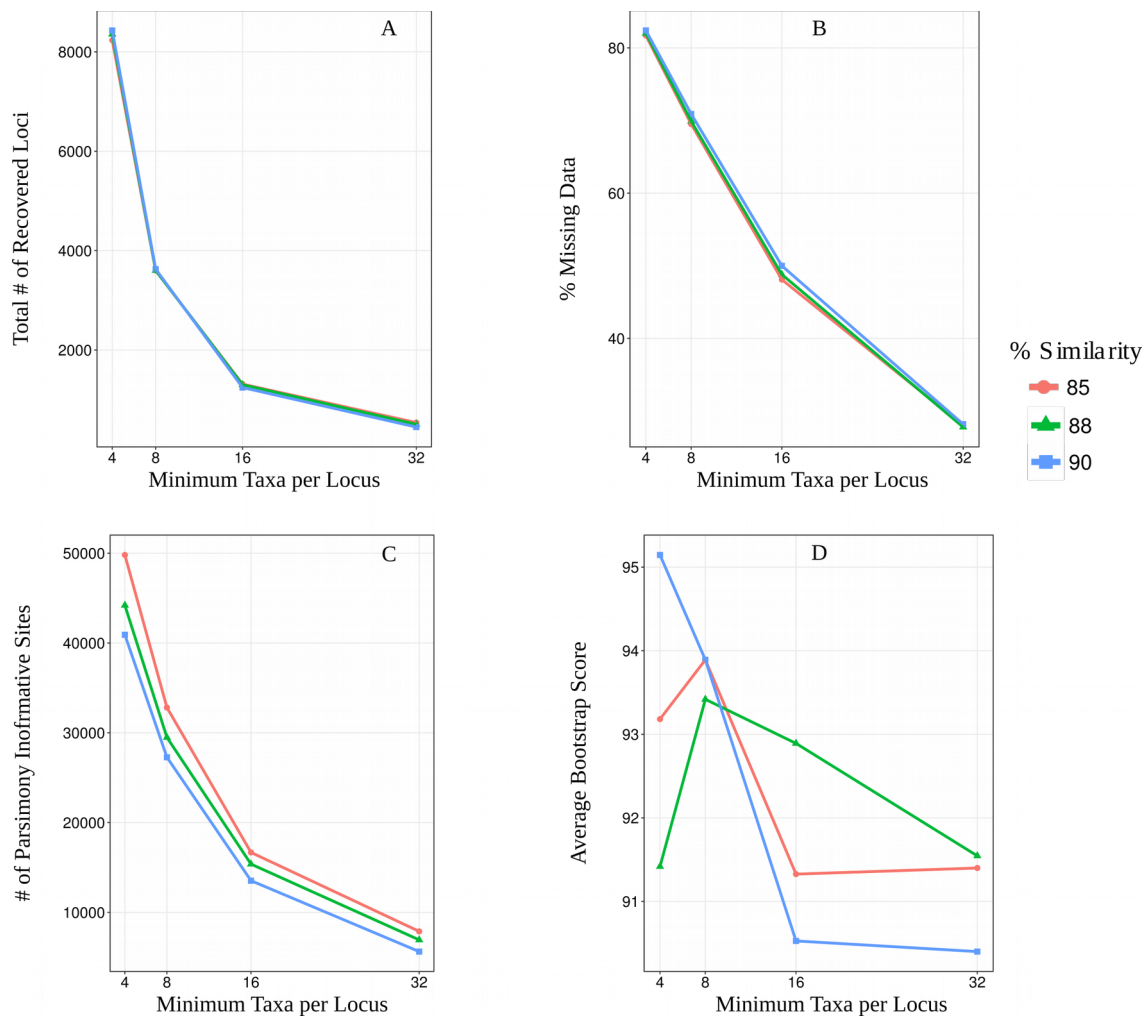 A
Total # of Recovered Loci
8000
6000
4000
2000
4 8 16 32
Minimum Taxa per Locus
B
% Missing Data
80
60
40
4 8 16 32
Minimum Taxa per Locus
% Similarity
85
88
90
C
# of Parsimony Inofrmative Sites
50000
40000
30000
20000
10000
4 8 16 32
Minimum Taxa per Locus
D
Average Bootstrap Score
95
94
93
92
91
4 8 16 32
Minimum Taxa per Locus